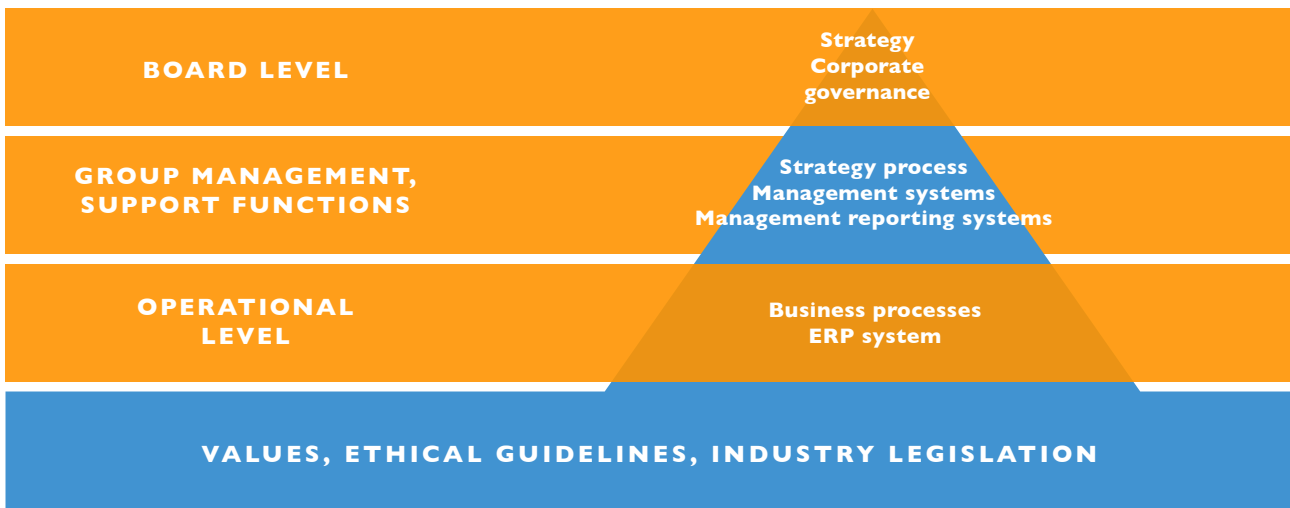 BOARD LEVEL
Strategy
Corporate
governance
GROUP MANAGEMENT,
SUPPORT FUNCTIONS
Strategy process
Management systems
Management reporting systems
OPERATIONAL
LEVEL
Business processes
ERP system
VALUES, ETHICAL GUIDELINES, INDUSTRY LEGISLATION